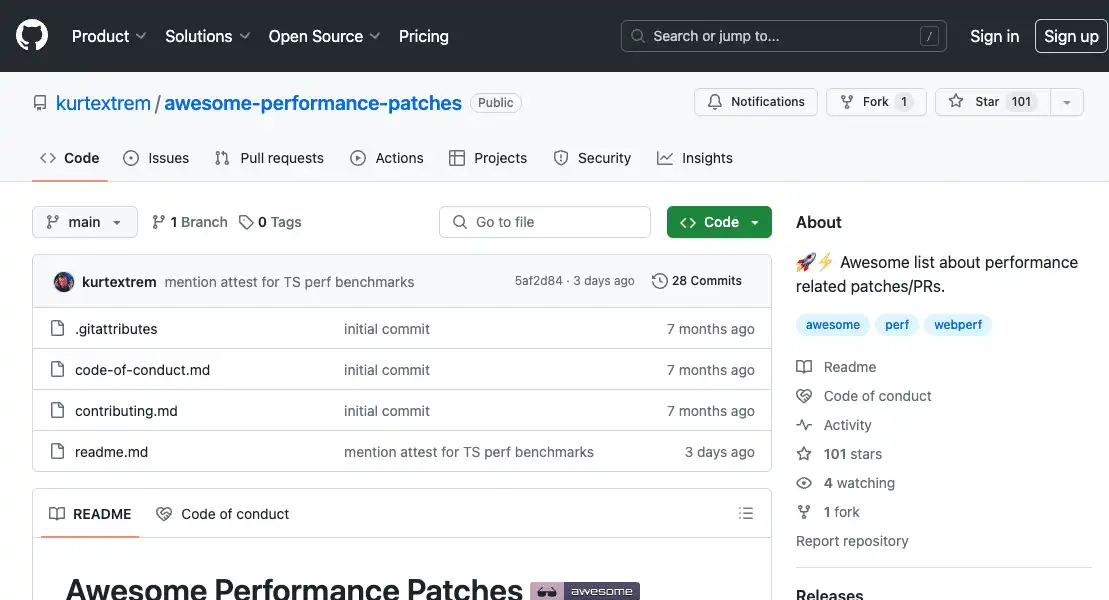 Product Solutions Open Source Pricing Search or jump to... / Sign in Sign up
kurtextrem / awesome-performance-patches Public Notifications Fork 1 Star 101
Code Issues Pull requests Actions Projects Security Insights
main 1 Branch 0 Tags Go to file Code
kurtextrem mention attest for TS perf benchmarks 5af2d84 · 3 days ago 28 Commits
.gitattributes initial commit 7 months ago
code-of-conduct.md initial commit 7 months ago
contributing.md initial commit 7 months ago
readme.md mention attest for TS perf benchmarks 3 days ago
README Code of conduct
Awesome Performance Patches awesome
About
🚀⚡ Awesome list about performance
related patches/PRs.
awesome perf webperf
Readme
Code of conduct
Activity
101 stars
4 watching
1 fork
Report repository
Releases